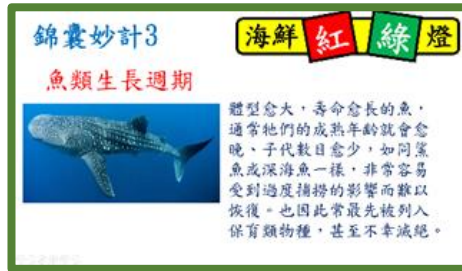 錦囊妙計3
海鮮紅綠燈
魚類生長週期
體型愈大，壽命愈長的魚，
通常牠們的成熟年齡就會愈
晚、子代數目愈少，如同鯊
魚或深海魚一樣，非常容易
受到過度捕撈的影響而難以
恢復。也因此常最先被列入
保育類物種，甚至不幸滅絕。